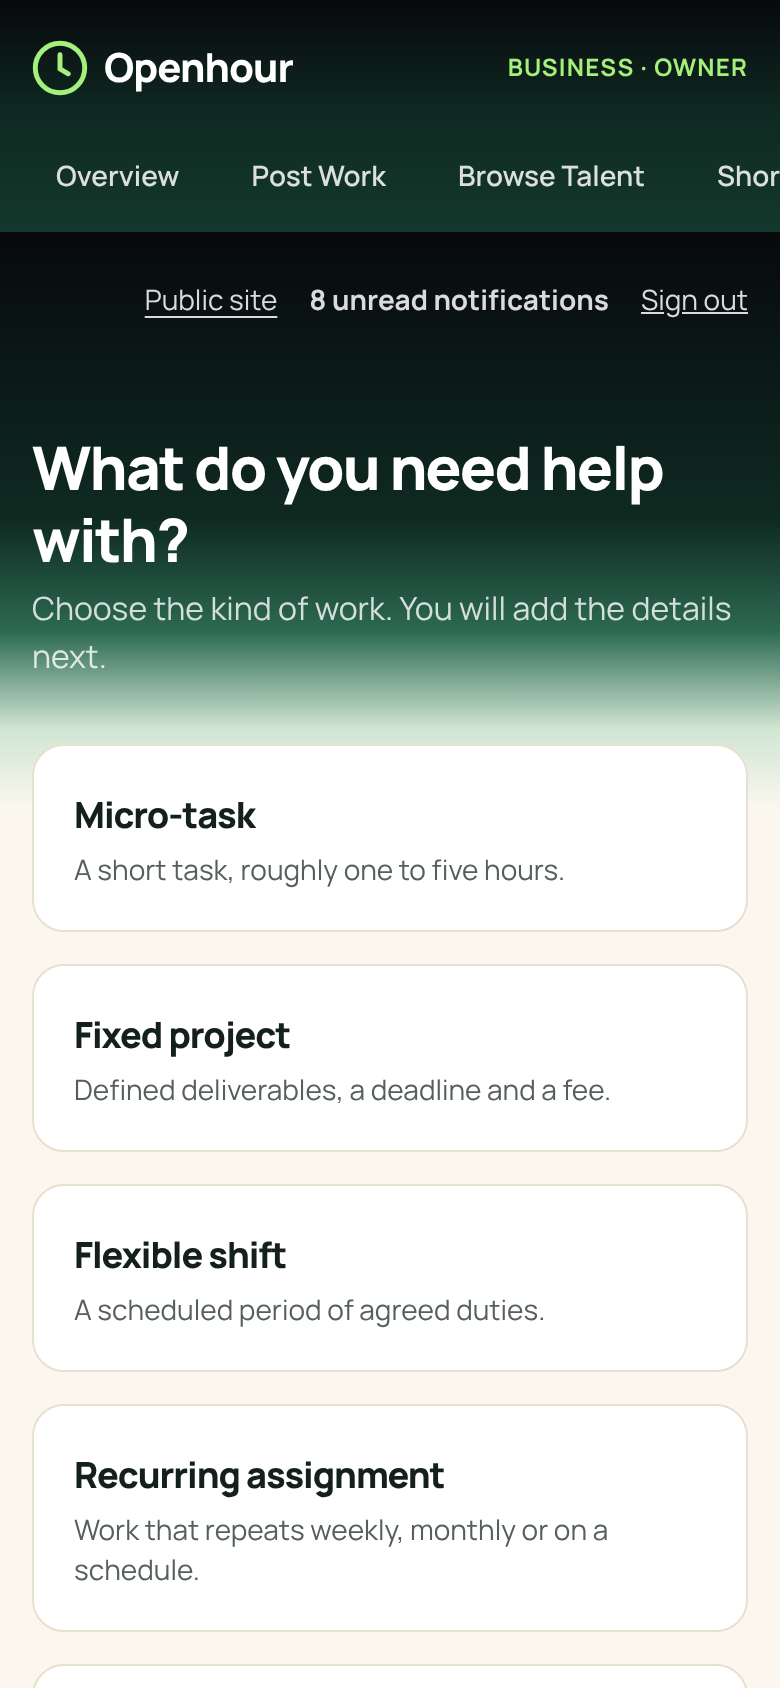 Openhour
BUSINESS · OWNER
Overview Post Work Browse Talent Shor
Public site 8 unread notifications Sign out
What do you need help
with?
Choose the kind of work. You will add the details
next.
Micro-task
A short task, roughly one to five hours.
Fixed project
Defined deliverables, a deadline and a fee.
Flexible shift
A scheduled period of agreed duties.
Recurring assignment
Work that repeats weekly, monthly or on a
schedule.